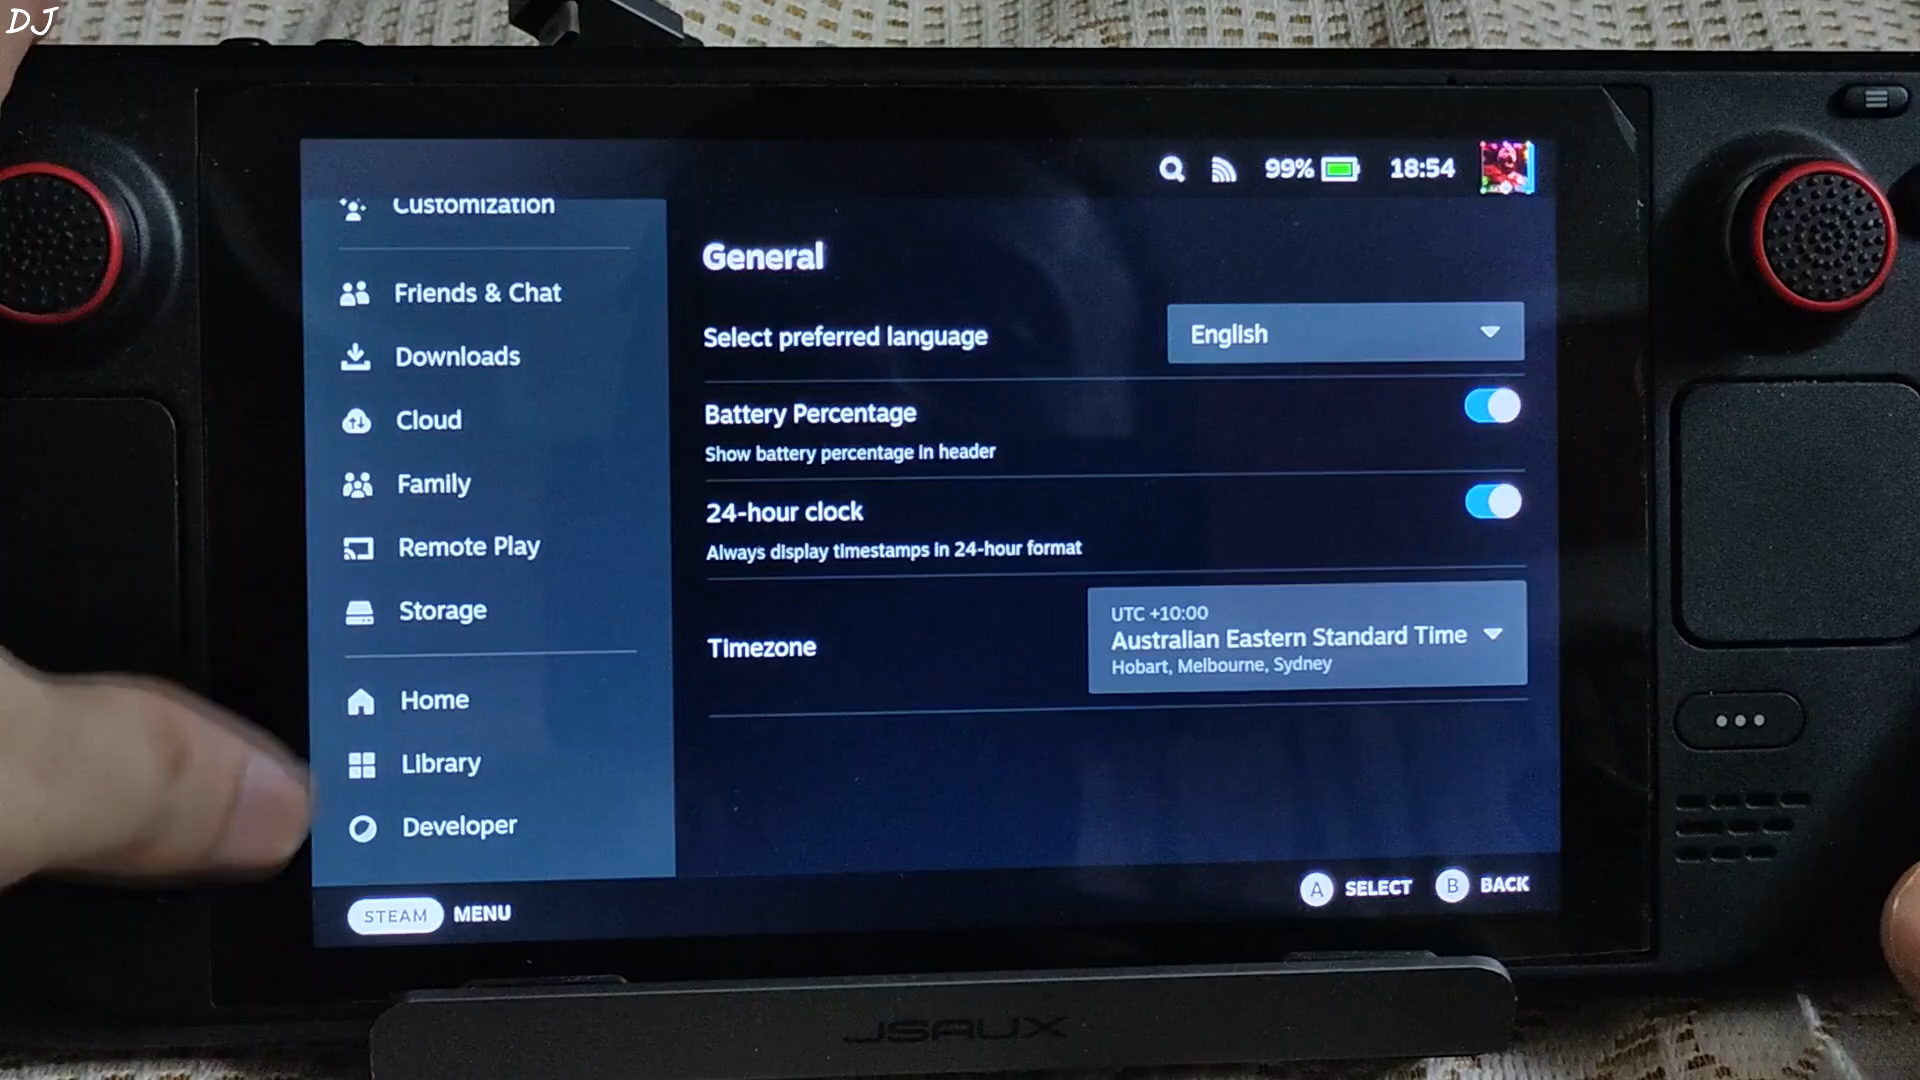 DJ
99%
18:54
Customization
Friends & Chat
Downloads
Cloud
Family
Remote Play
Storage
Home
Library
Developer
General
Select preferred language
English
Battery Percentage
Show battery percentage in header
24-hour clock
Always display timestamps in 24-hour format
Timezone
UTC +10:00
Australian Eastern Standard Time
Hobart, Melbourne, Sydney
STEAM MENU
A SELECT B BACK
JSAUX